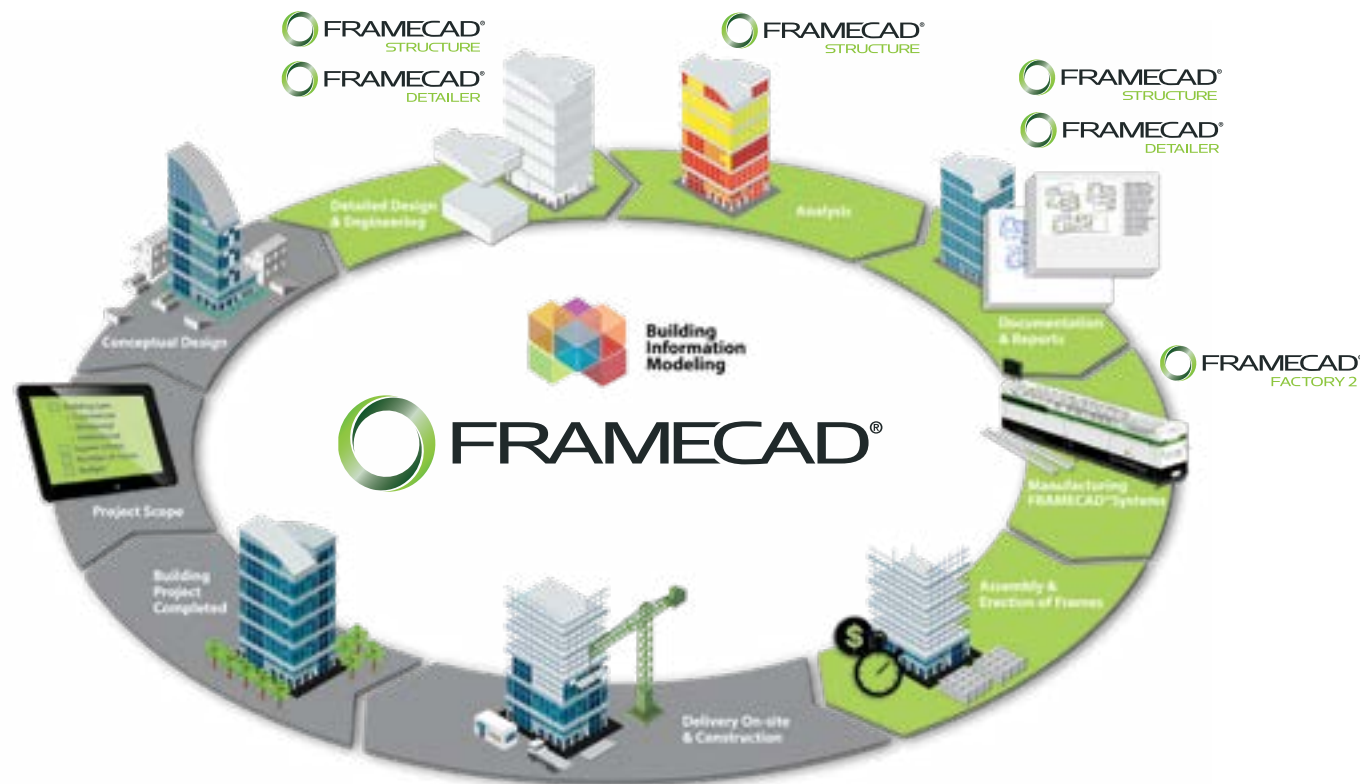 FRAMECAD®
STRUCTURE
FRAMECAD®
DETAILER
FRAMECAD®
STRUCTURE
FRAMECAD®
STRUCTURE
FRAMECAD®
DETAILER
Detailed Design
& Engineering
Analysis
Documentation
& Reports
Conceptual Design
Building
Information
Modeling
FRAMECAD®
FACTORY 2
FRAMECAD®
Manufacturing
FRAMECAD™Systems
Project Scope
Building
Project
Completed
Assembly &
Erection of Frames
$
Delivery On-site
& Construction